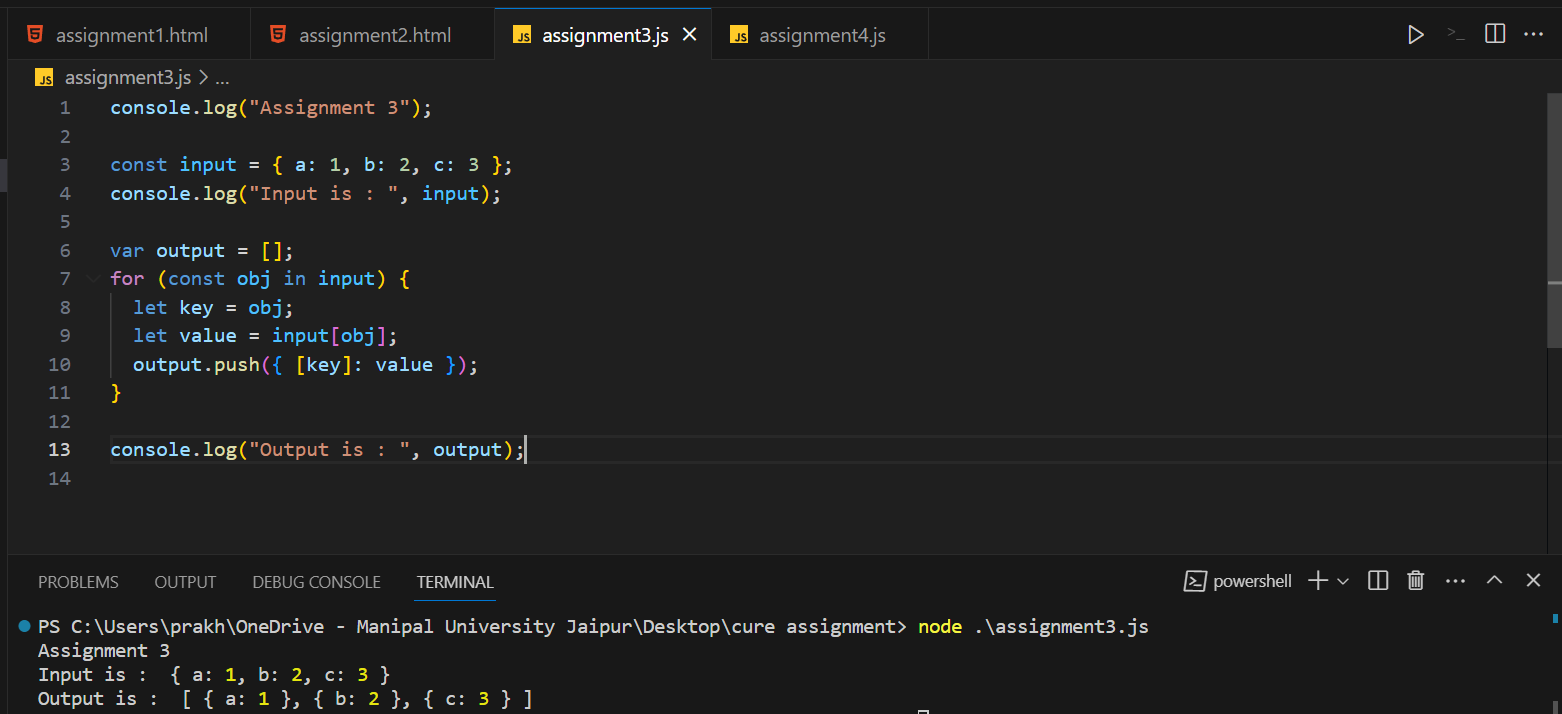 assignment1.html assignment2.html JS assignment3.js JS assignment4.js
JS assignment3.js > ...
1 console.log("Assignment 3");
2
3 const input = { a: 1, b: 2, c: 3 };
4 console.log("Input is : ", input);
5
6 var output = [];
7 for (const obj in input) {
8   let key = obj;
9   let value = input[obj];
10   output.push({ [key]: value });
11 }
12
13 console.log("Output is : ", output);
14
PROBLEMS OUTPUT DEBUG CONSOLE TERMINAL powershell
PS C:\Users\prakh\OneDrive - Manipal University Jaipur\Desktop\cure assignment> node .\assignment3.js
Assignment 3
Input is :  { a: 1, b: 2, c: 3 }
Output is :  [ { a: 1 }, { b: 2 }, { c: 3 } ]